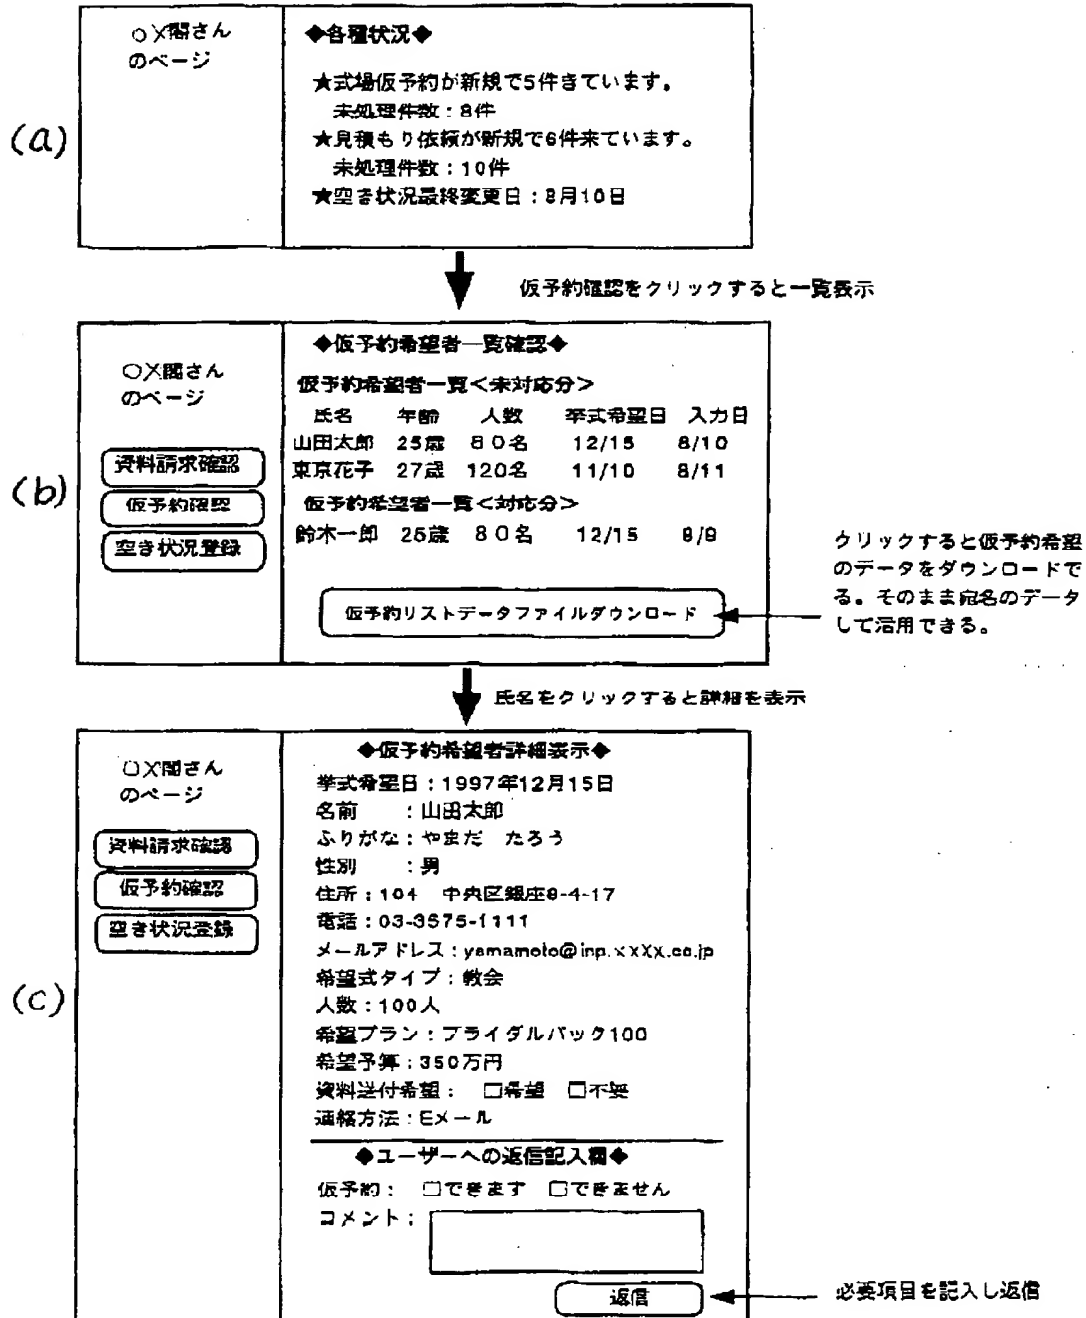 (a)
○X閣さん
のページ
◆各種状況◆
★式場仮予約が新規で5件きています。
未処理件数：8件
★見積もり依頼が新規で6件来ています。
未処理件数：10件
★空き状況最終変更日：8月10日
仮予約確認をクリックすると一覧表示
(b)
○X閣さん
のページ
資料請求確認
仮予約確認
空き状況登録
◆仮予約希望者一覧確認◆
仮予約希望者一覧＜未対応分＞
氏名 年齢 人数 挙式希望日 入力日
山田太郎 25歳 80名 12/15 8/10
東京花子 27歳 120名 11/10 8/11
仮予約希望者一覧＜対応分＞
鈴木一郎 25歳 80名 12/15 8/9
仮予約リストデータファイルダウンロード
クリックすると仮予約希望
のデータをダウンロードで
る。そのまま宛名のデータ
して活用できる。
氏名をクリックすると詳細を表示
(c)
○X閣さん
のページ
資料請求確認
仮予約確認
空き状況登録
◆仮予約希望者詳細表示◆
挙式希望日：1997年12月15日
名前 ：山田太郎
ふりがな：やまだ たろう
性別 ：男
住所：104 中央区銀座8-4-17
電話：03-3575-1111
メールアドレス：yamamoto@inp.xxXX.co.jp
希望式タイプ：教会
人数：100人
希望プラン：ブライダルパック100
希望予算：350万円
資料送付希望： □希望 □不要
連絡方法：Eメール
◆ユーザーへの返信記入欄◆
仮予約： □できます □できません
コメント：
返信
必要項目を記入し返信